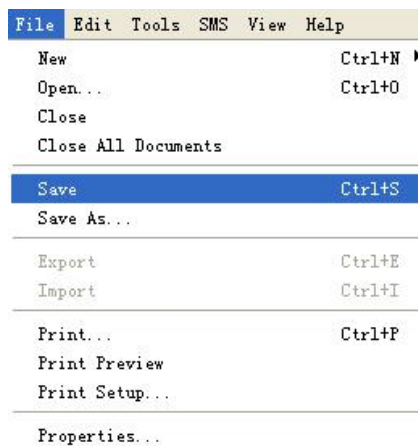 File Edit Tools SMS View Help
New Ctrl+N
Open... Ctrl+O
Close
Close All Documents
Save Ctrl+S
Save As...
Export Ctrl+E
Import Ctrl+I
Print... Ctrl+P
Print Preview
Print Setup...
Properties...